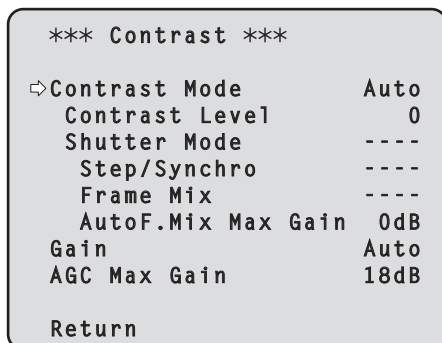 *** Contrast ***
⇨Contrast Mode Auto
Contrast Level 0
Shutter Mode ----
Step/Synchro ----
Frame Mix ----
AutoF.Mix Max Gain 0dB
Gain Auto
AGC Max Gain 18dB
Return